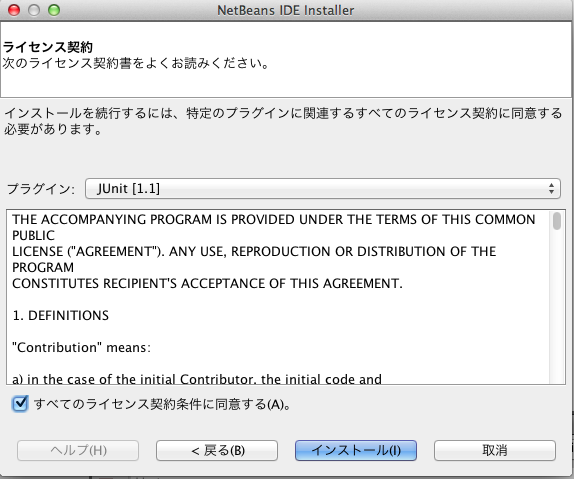 NetBeans IDE Installer
ライセンス契約
次のライセンス契約書をよくお読みください。
インストールを続行するには、特定のプラグインに関連するすべてのライセンス契約に同意する
必要があります。
プラグイン: JUnit [1.1]
THE ACCOMPANYING PROGRAM IS PROVIDED UNDER THE TERMS OF THIS COMMON
PUBLIC
LICENSE ("AGREEMENT"). ANY USE, REPRODUCTION OR DISTRIBUTION OF THE
PROGRAM
CONSTITUTES RECIPIENT'S ACCEPTANCE OF THIS AGREEMENT.
1. DEFINITIONS
"Contribution" means:
a) in the case of the initial Contributor, the initial code and
すべてのライセンス契約条件に同意する(A)。
ヘルプ(H) < 戻る(B) インストール(I) 取消